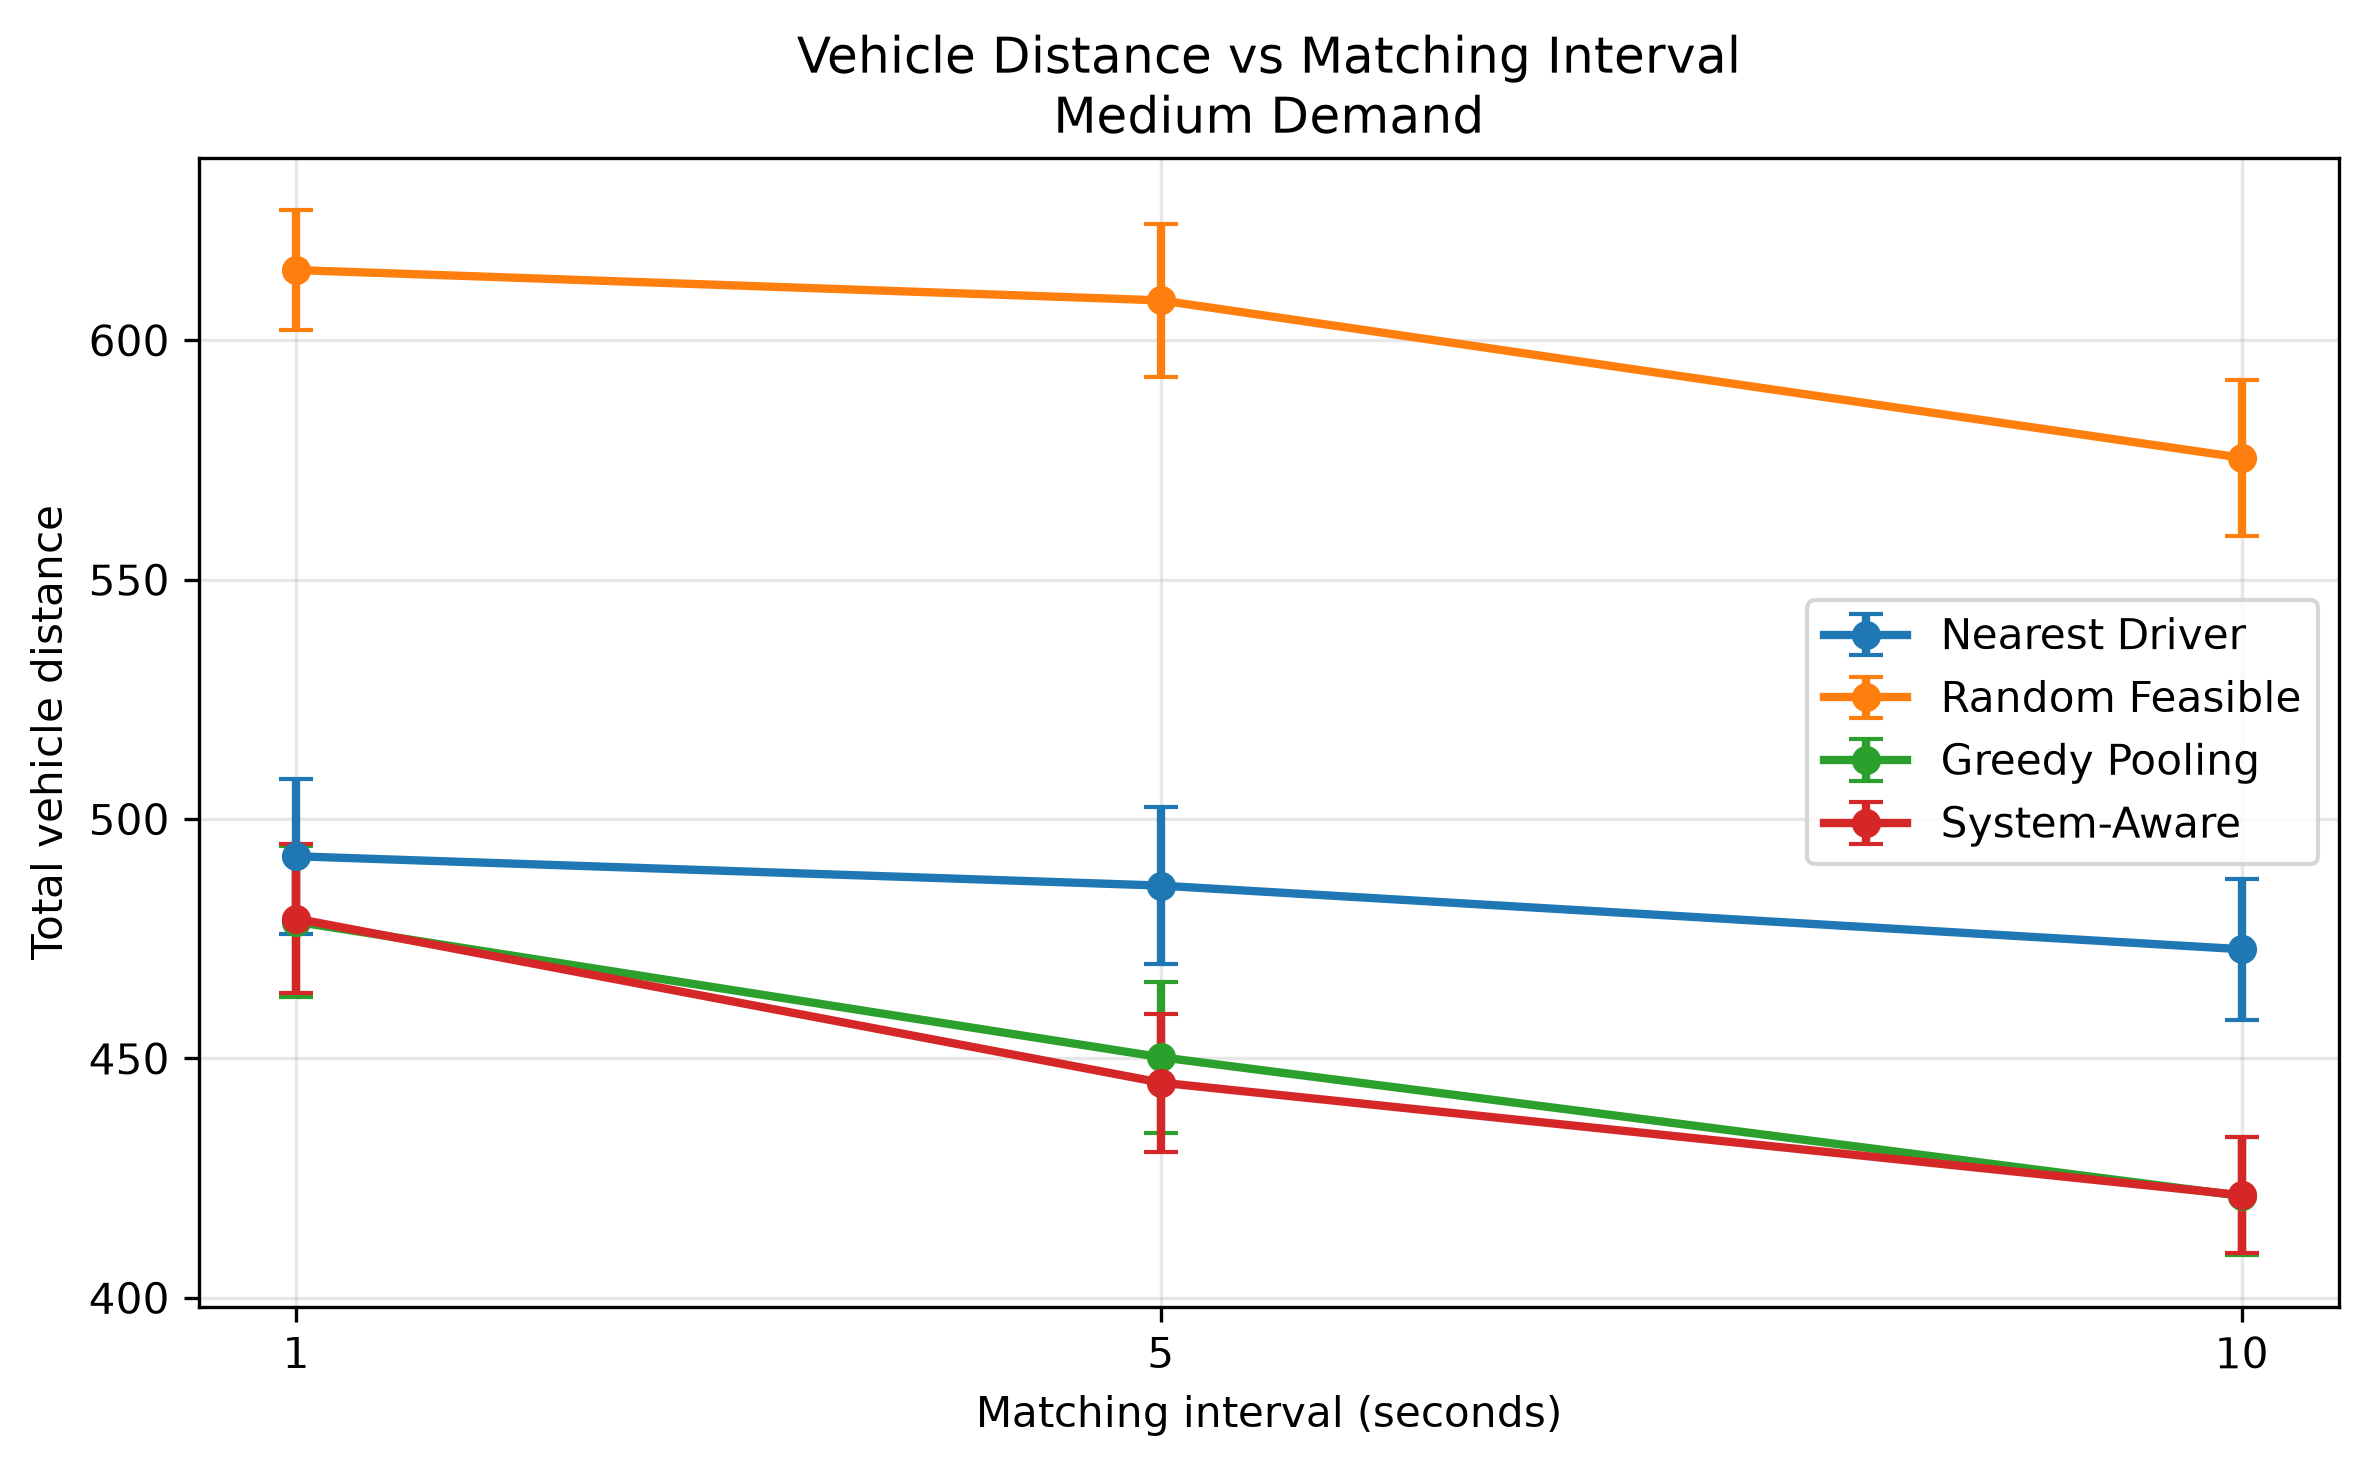 Vehicle Distance vs Matching Interval
Medium Demand
Total vehicle distance
600
550
500
450
400
Nearest Driver
Random Feasible
Greedy Pooling
System-Aware
1
5
10
Matching interval (seconds)